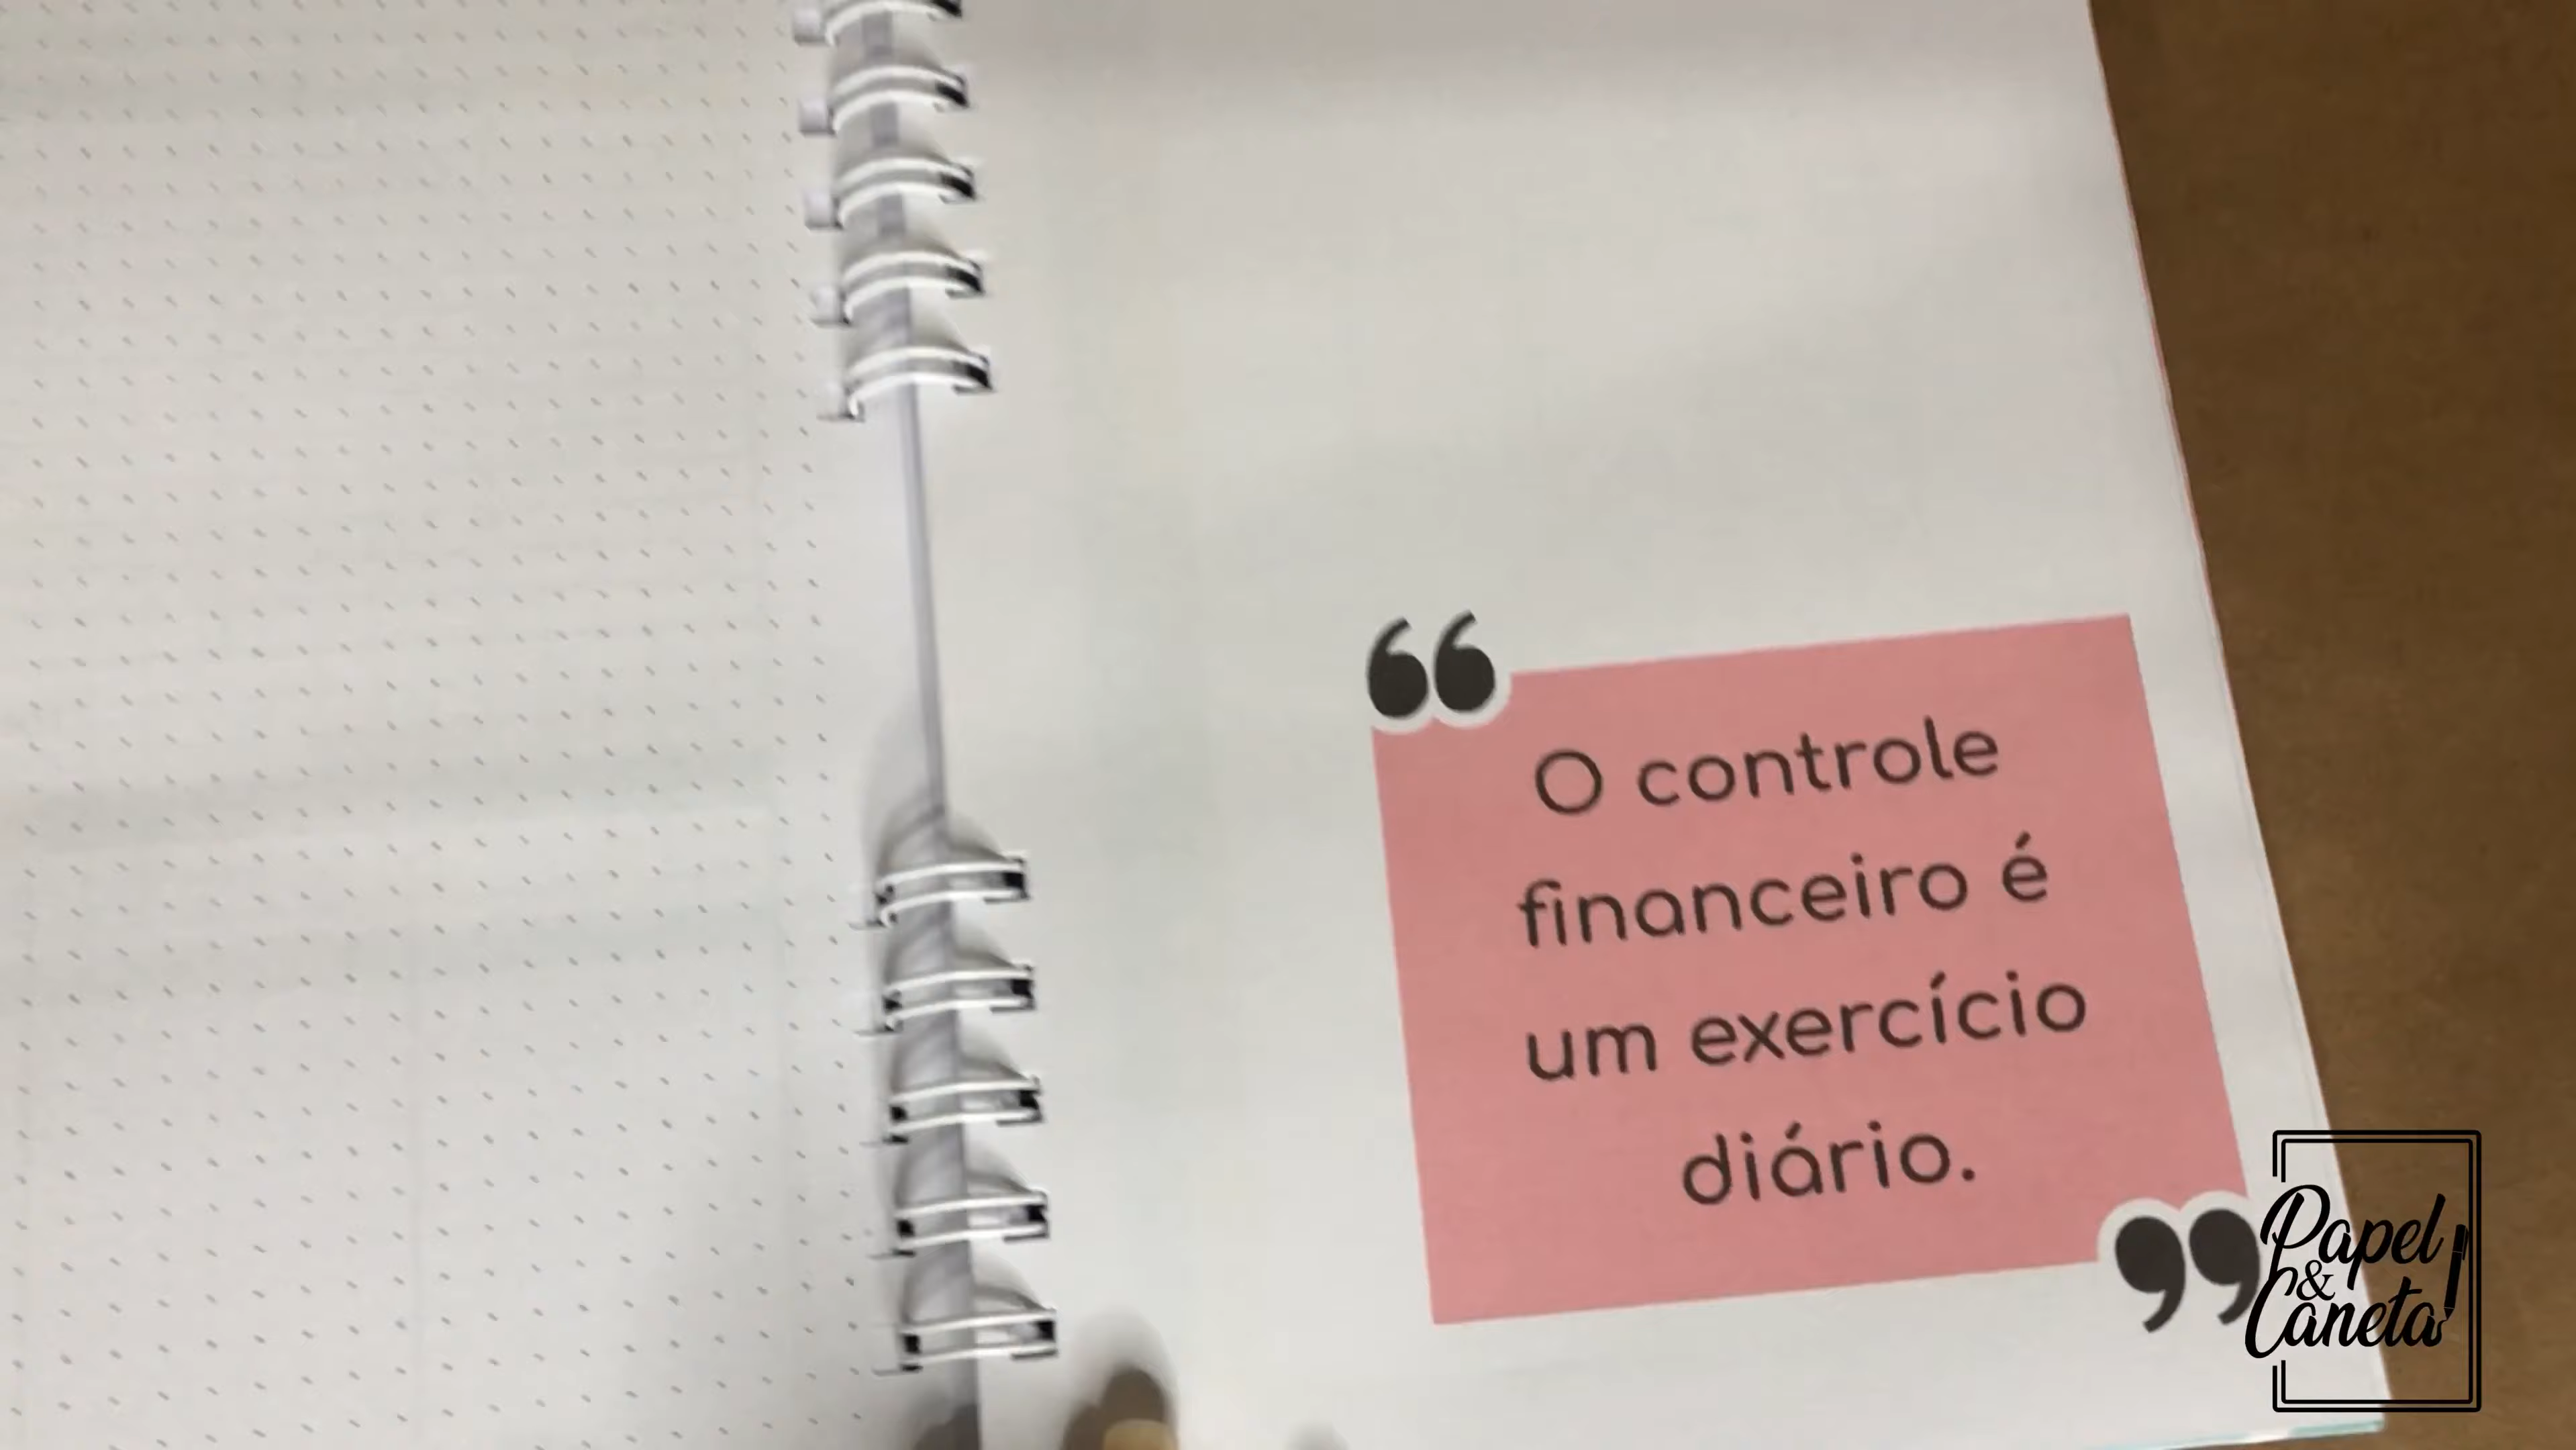 “
O controle
financeiro é
um exercício
diário.
”
Papel
&
Caneta